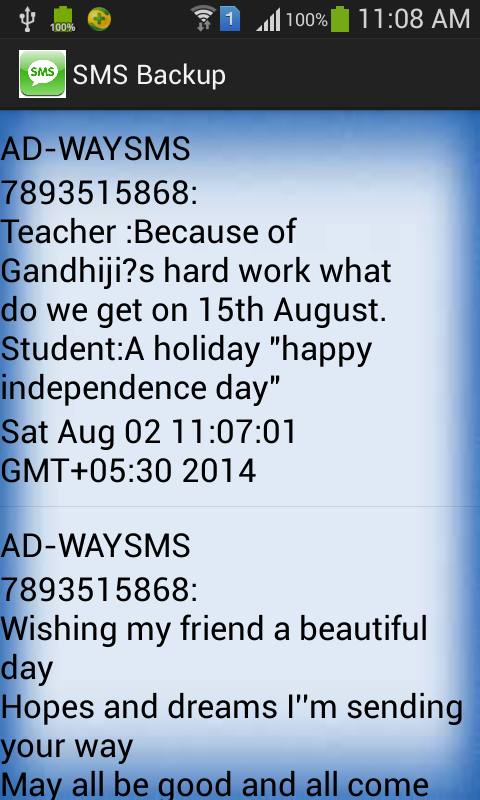 100%
1
100%
11:08 AM
SMS
SMS Backup
AD-WAYSMS
7893515868:
Teacher :Because of
Gandhiji?s hard work what
do we get on 15th August.
Student:A holiday "happy
independence day"
Sat Aug 02 11:07:01
GMT+05:30 2014
AD-WAYSMS
7893515868:
Wishing my friend a beautiful
day
Hopes and dreams I''m sending
your way
May all be good and all come